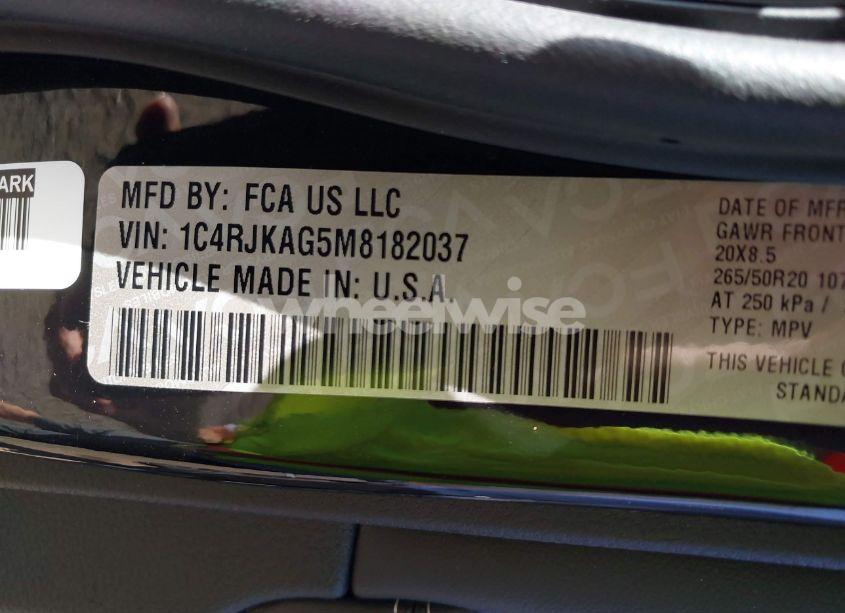 ARK
MFD BY: FCA US LLC
VIN: 1C4RJKAG5M8182037
VEHICLE MADE IN: U.S.A.
wheelwise
DATE OF MFR
GAWR FRONT
20X8.5
265/50R20 107
AT 250 kPa /
TYPE: MPV
THIS VEHICLE
STANDA